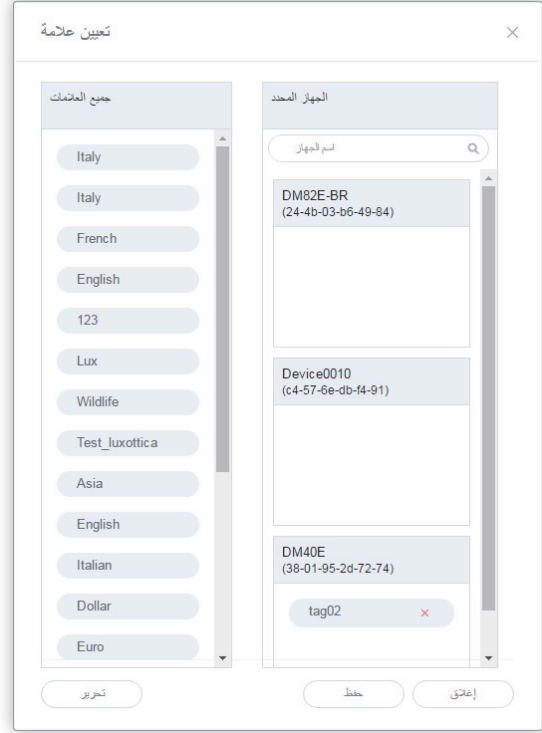 تعيين علامة
جميع العلامات
Italy
Italy
French
English
123
Lux
Wildlife
Test_luxottica
Asia
English
Italian
Dollar
Euro
الجهاز المحدد
اسم الجهاز
DM82E-BR
(24-4b-03-b6-49-84)
Device0010
(c4-57-6e-db-f4-91)
DM40E
(38-01-95-2d-72-74)
tag02
تحرير
حفظ
إغلاق